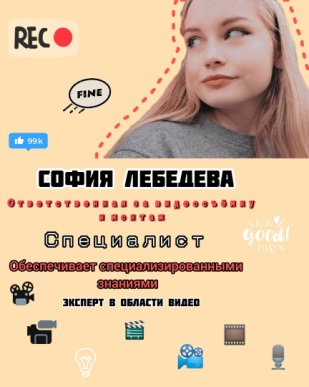 REC
FINE
99k
СОФИЯ ЛЕБЕДЕВА
Ответственная за видеосъёмку
и монтаж
Специалист
Обеспечивает специализированными
знаниями
ЭКСПЕРТ В ОБЛАСТИ ВИДЕО
good!